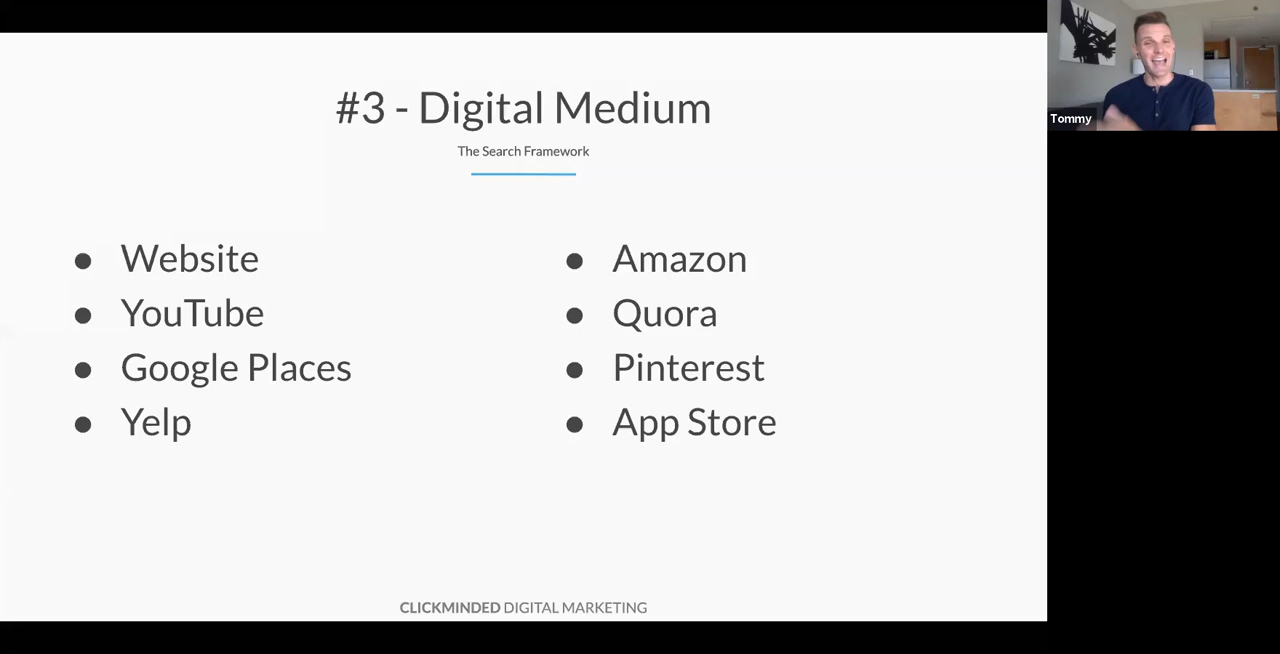 #3 - Digital Medium
The Search Framework
● Website
● YouTube
● Google Places
● Yelp
● Amazon
● Quora
● Pinterest
● App Store
CLICKMINDED DIGITAL MARKETING
Tommy